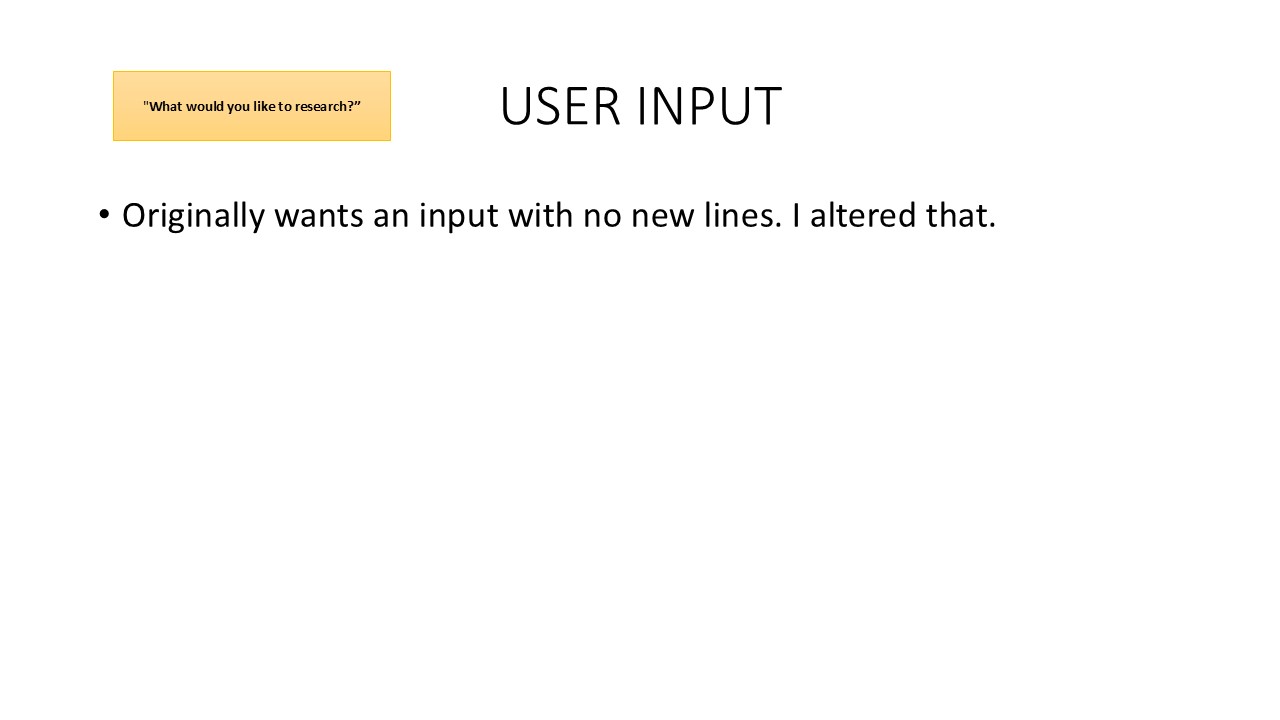 "What would you like to research?”
USER INPUT
• Originally wants an input with no new lines. I altered that.